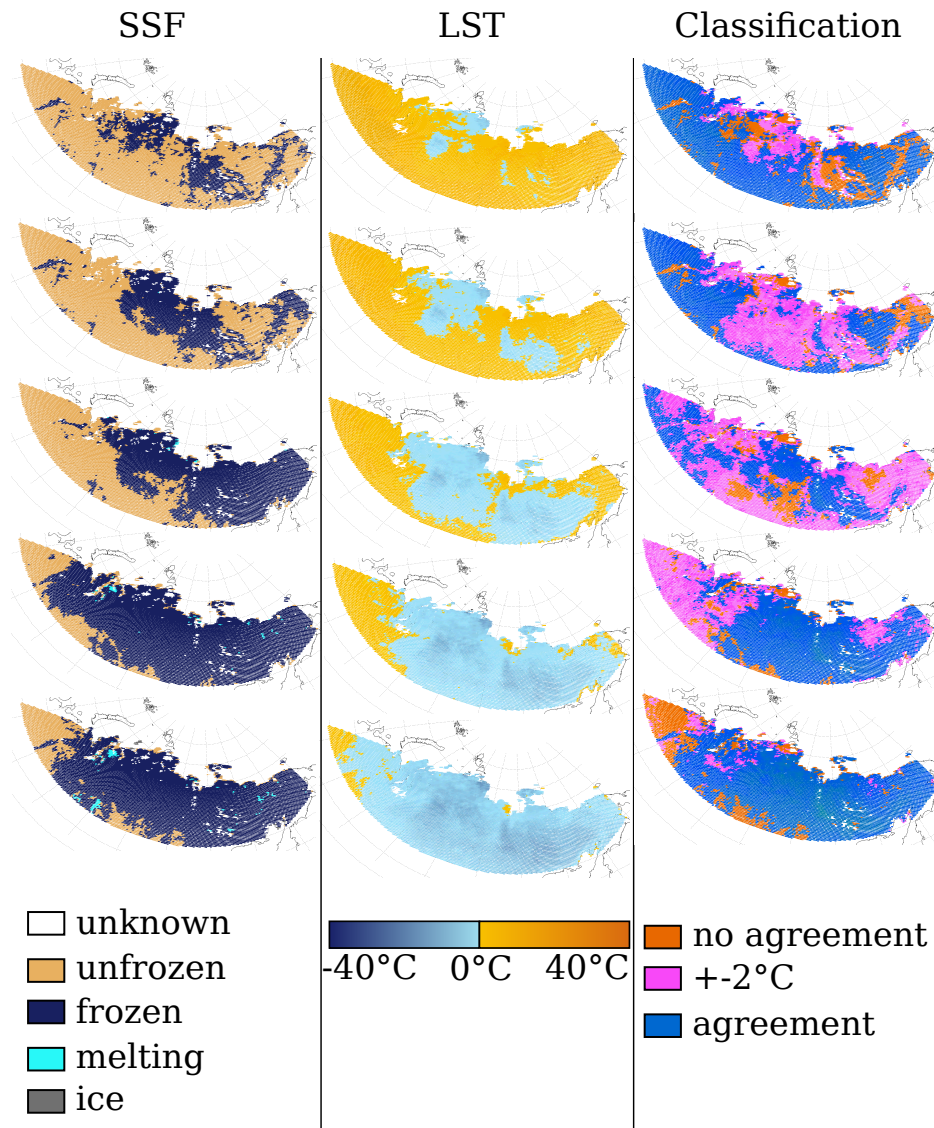 SSF
LST
Classification
unknown
unfrozen
frozen
melting
ice
-40°C
0°C
40°C
no agreement
+-2°C
agreement